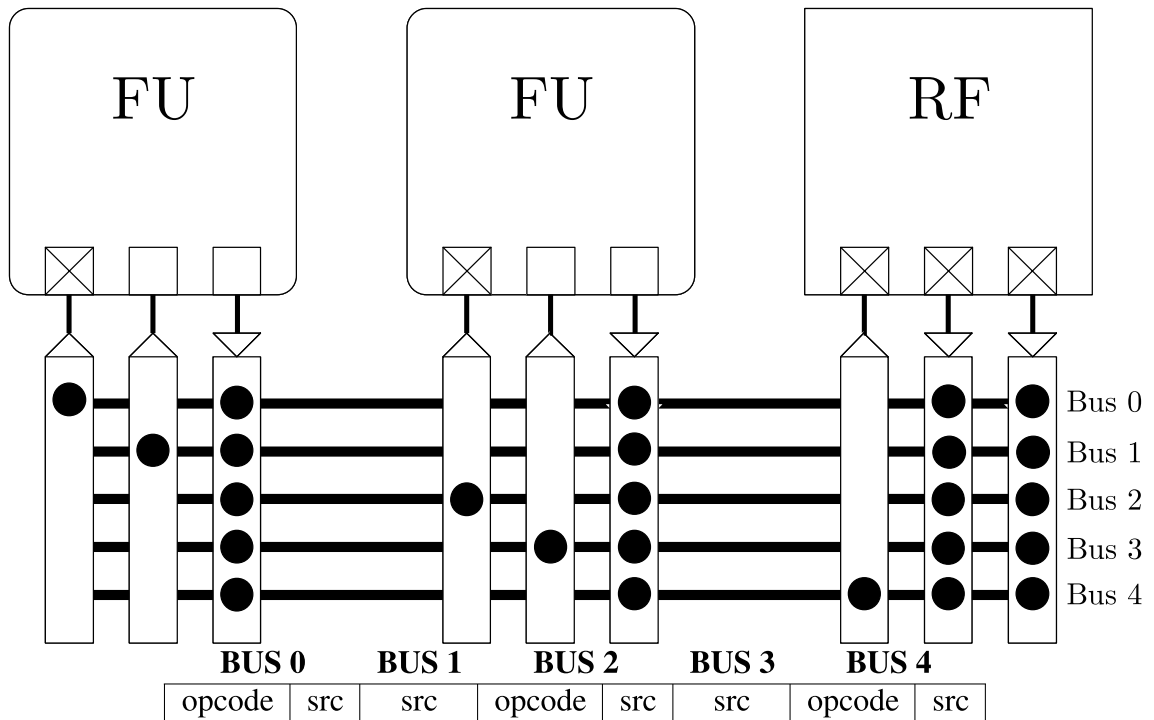 FU FU RF
Bus 0
Bus 1
Bus 2
Bus 3
Bus 4
BUS 0 BUS 1 BUS 2 BUS 3 BUS 4
opcode src src opcode src src opcode src